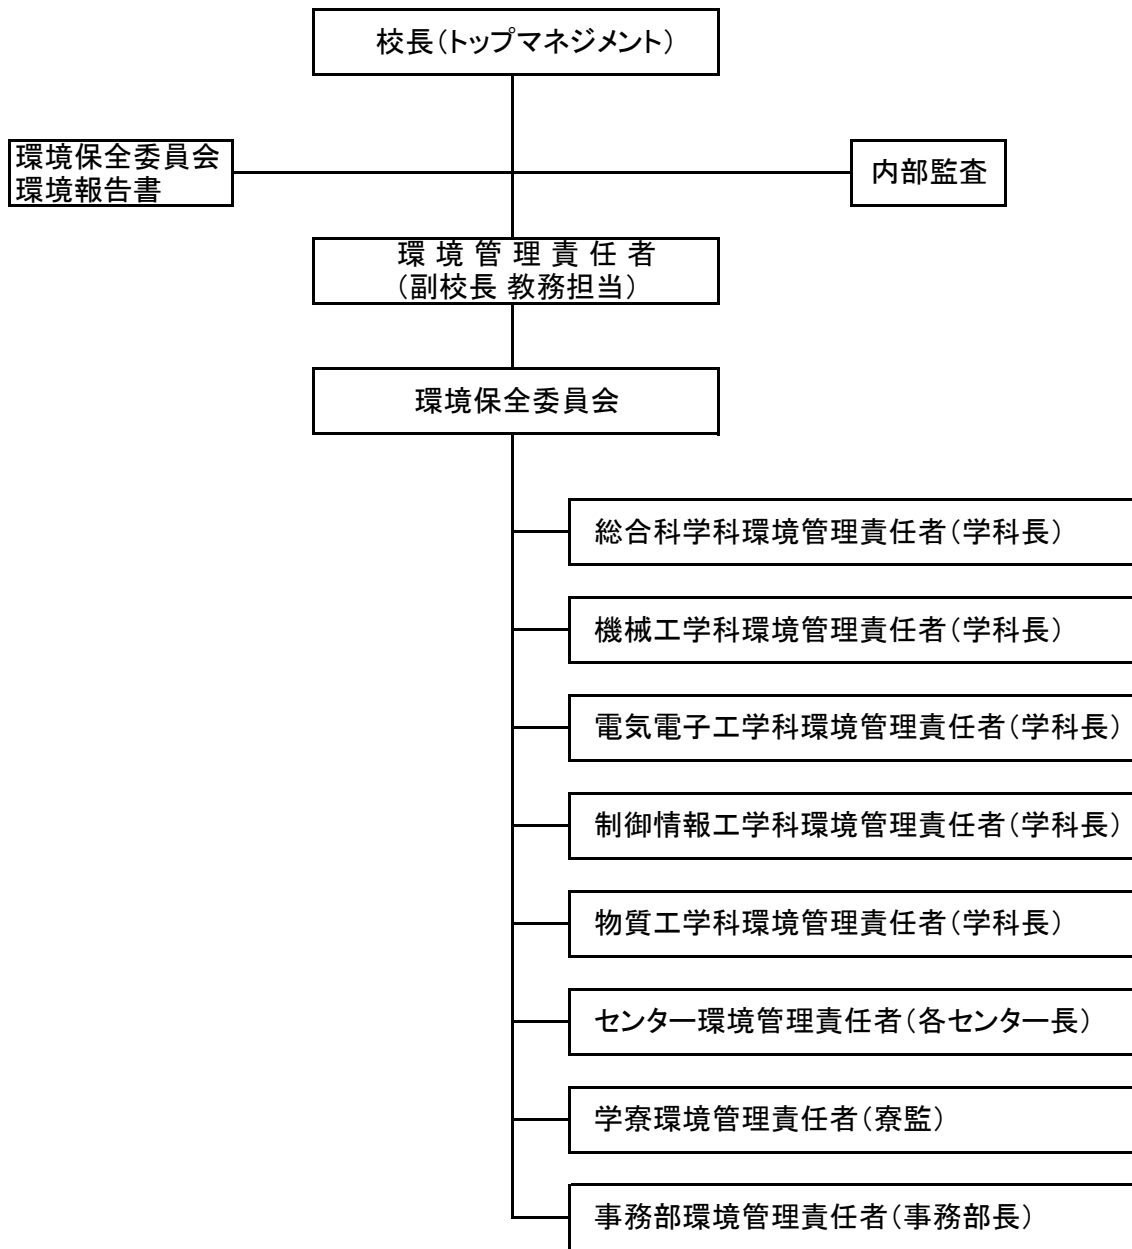 校長(トップマネジメント)
環境保全委員会
環境報告書
内部監査
環 境 管 理 責 任 者
(副校長 教務担当)
環境保全委員会
総合科学科環境管理責任者(学科長)
機械工学科環境管理責任者(学科長)
電気電子工学科環境管理責任者(学科長)
制御情報工学科環境管理責任者(学科長)
物質工学科環境管理責任者(学科長)
センター環境管理責任者(各センター長)
学寮環境管理責任者(寮監)
事務部環境管理責任者(事務部長)